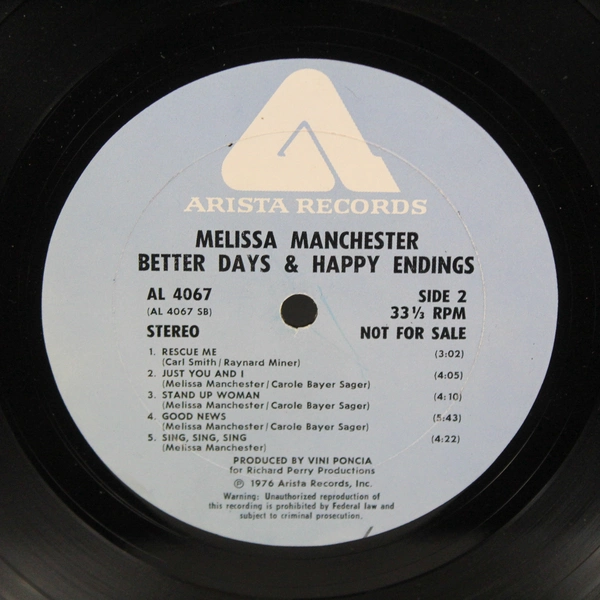 ARISTA RECORDS
MELISSA MANCHESTER
BETTER DAYS & HAPPY ENDINGS
AL 4067 SIDE 2
(AL 4067 SB) 33⅓ RPM
STEREO NOT FOR SALE
1. RESCUE ME (3:02)
(Carl Smith/Raynard Miner)
2. JUST YOU AND I (4:05)
(Melissa Manchester/Carole Bayer Sager)
3. STAND UP WOMAN (4:10)
(Melissa Manchester/Carole Bayer Sager)
4. GOOD NEWS (5:43)
(Melissa Manchester/Carole Bayer Sager)
5. SING, SING, SING (4:22)
(Melissa Manchester)
PRODUCED BY VINI PONCIA
for Richard Perry Productions
℗ 1976 Arista Records, Inc.
Warning: Unauthorized reproduction of
this recording is prohibited by Federal law and
subject to criminal prosecution.